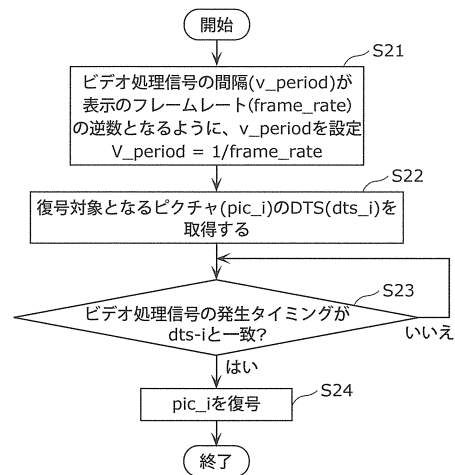 開始
S21
ビデオ処理信号の間隔(v_period)が
表示のフレームレート(frame_rate)
の逆数となるように、v_periodを設定
V_period = 1/frame_rate
S22
復号対象となるピクチャ(pic_i)のDTS(dts_i)を
取得する
S23
ビデオ処理信号の発生タイミングが
dts-iと一致?
いいえ
はい
S24
pic_iを復号
終了